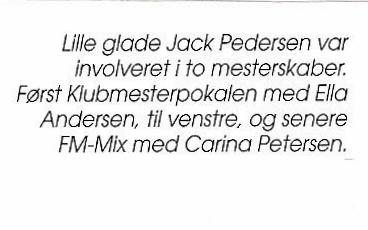 Lille glade Jack Pedersen var
involveret i to mesterskaber.
Først Klubmesterpokalen med Ella
Andersen, til venstre, og senere
FM-Mix med Carina Petersen.